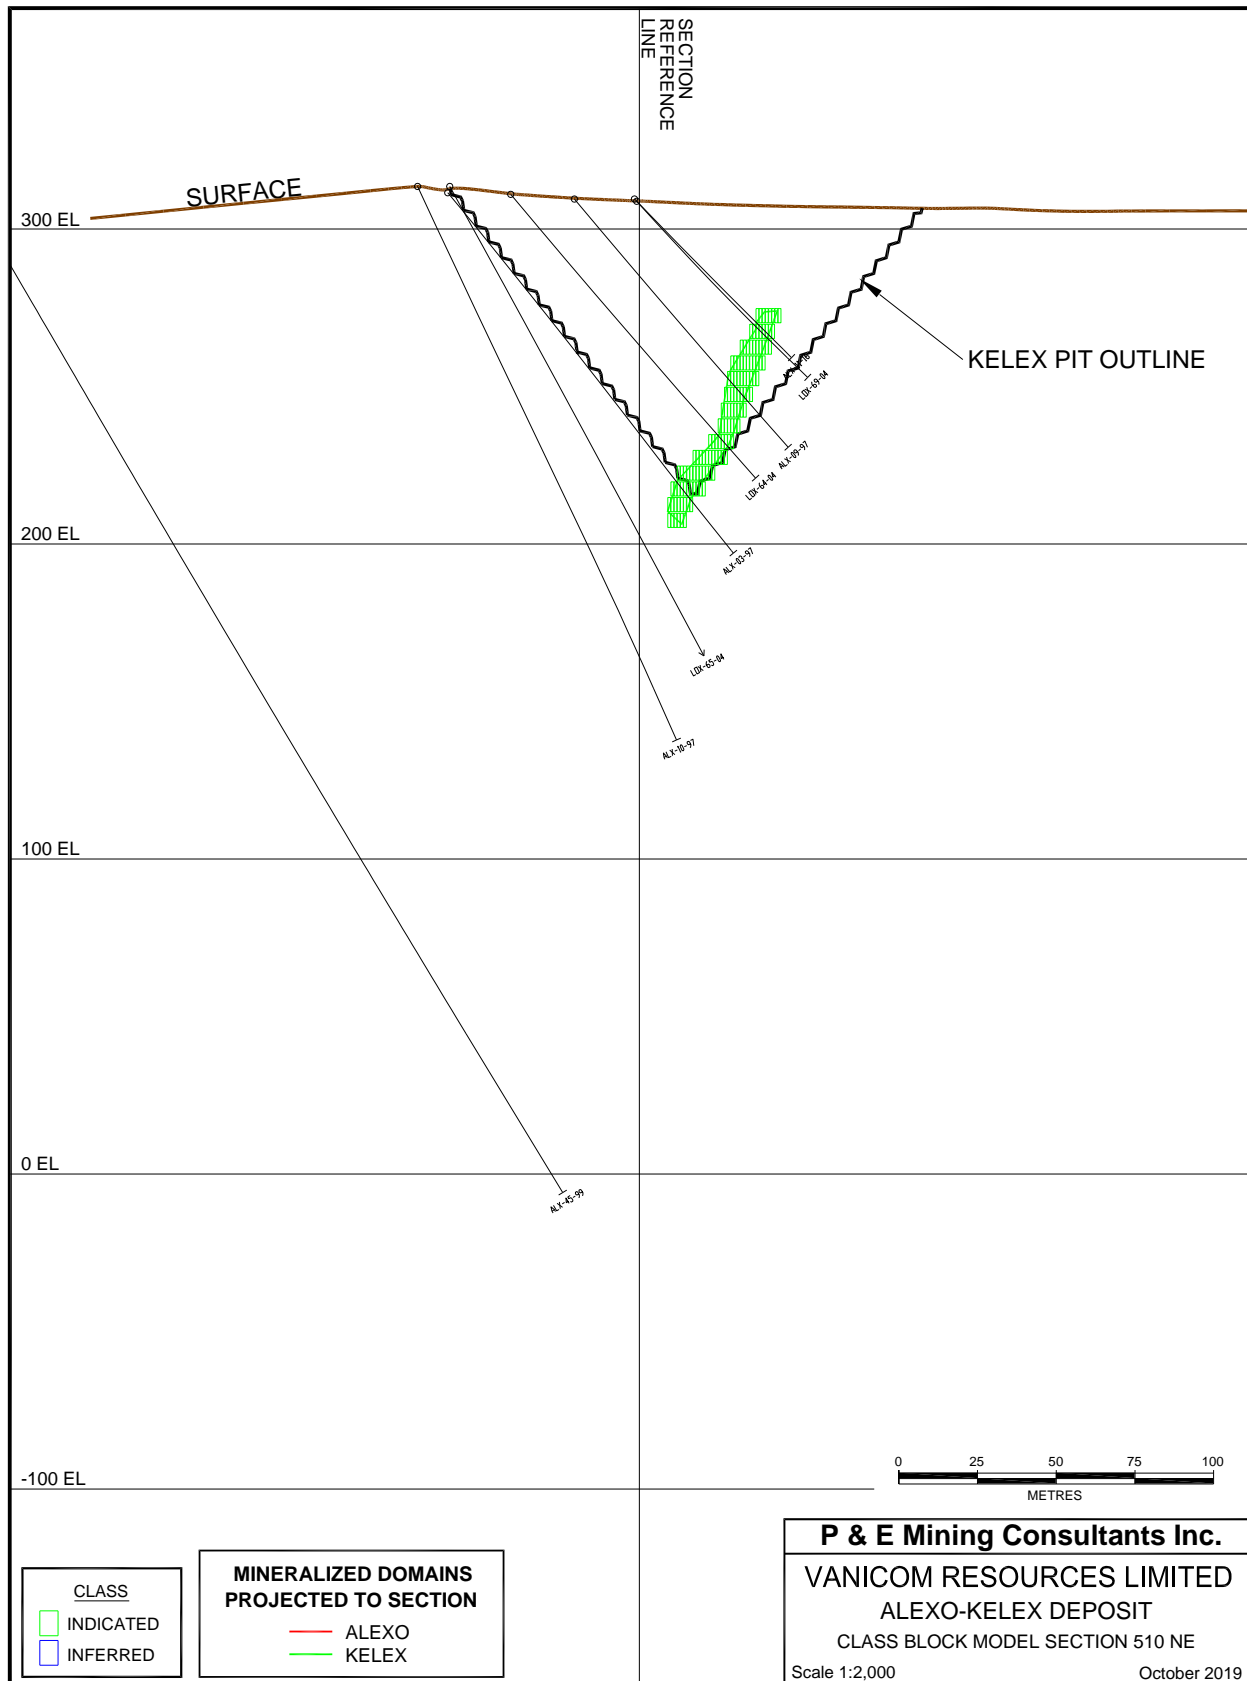 SECTION
REFERENCE
LINE
SURFACE
300 EL
KELEX PIT OUTLINE
LOX-69-04
ALX-09-97
LOX-64-04
200 EL
ALX-03-97
LOX-65-04
ALX-10-97
100 EL
0 EL
ALX-45-99
-100 EL
0 25 50 75 100
METRES
CLASS
INDICATED
INFERRED
MINERALIZED DOMAINS
PROJECTED TO SECTION
ALEXO
KELEX
P & E Mining Consultants Inc.
VANICOM RESOURCES LIMITED
ALEXO-KELEX DEPOSIT
CLASS BLOCK MODEL SECTION 510 NE
Scale 1:2,000 October 2019